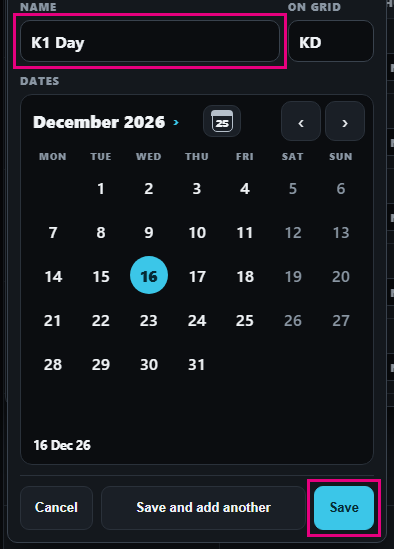 NAME
ON GRID
K1 Day
KD
DATES
December 2026 ›
25
‹
›
MON TUE WED THU FRI SAT SUN
1 2 3 4 5 6
7 8 9 10 11 12 13
14 15 16 17 18 19 20
21 22 23 24 25 26 27
28 29 30 31
16 Dec 26
Cancel
Save and add another
Save